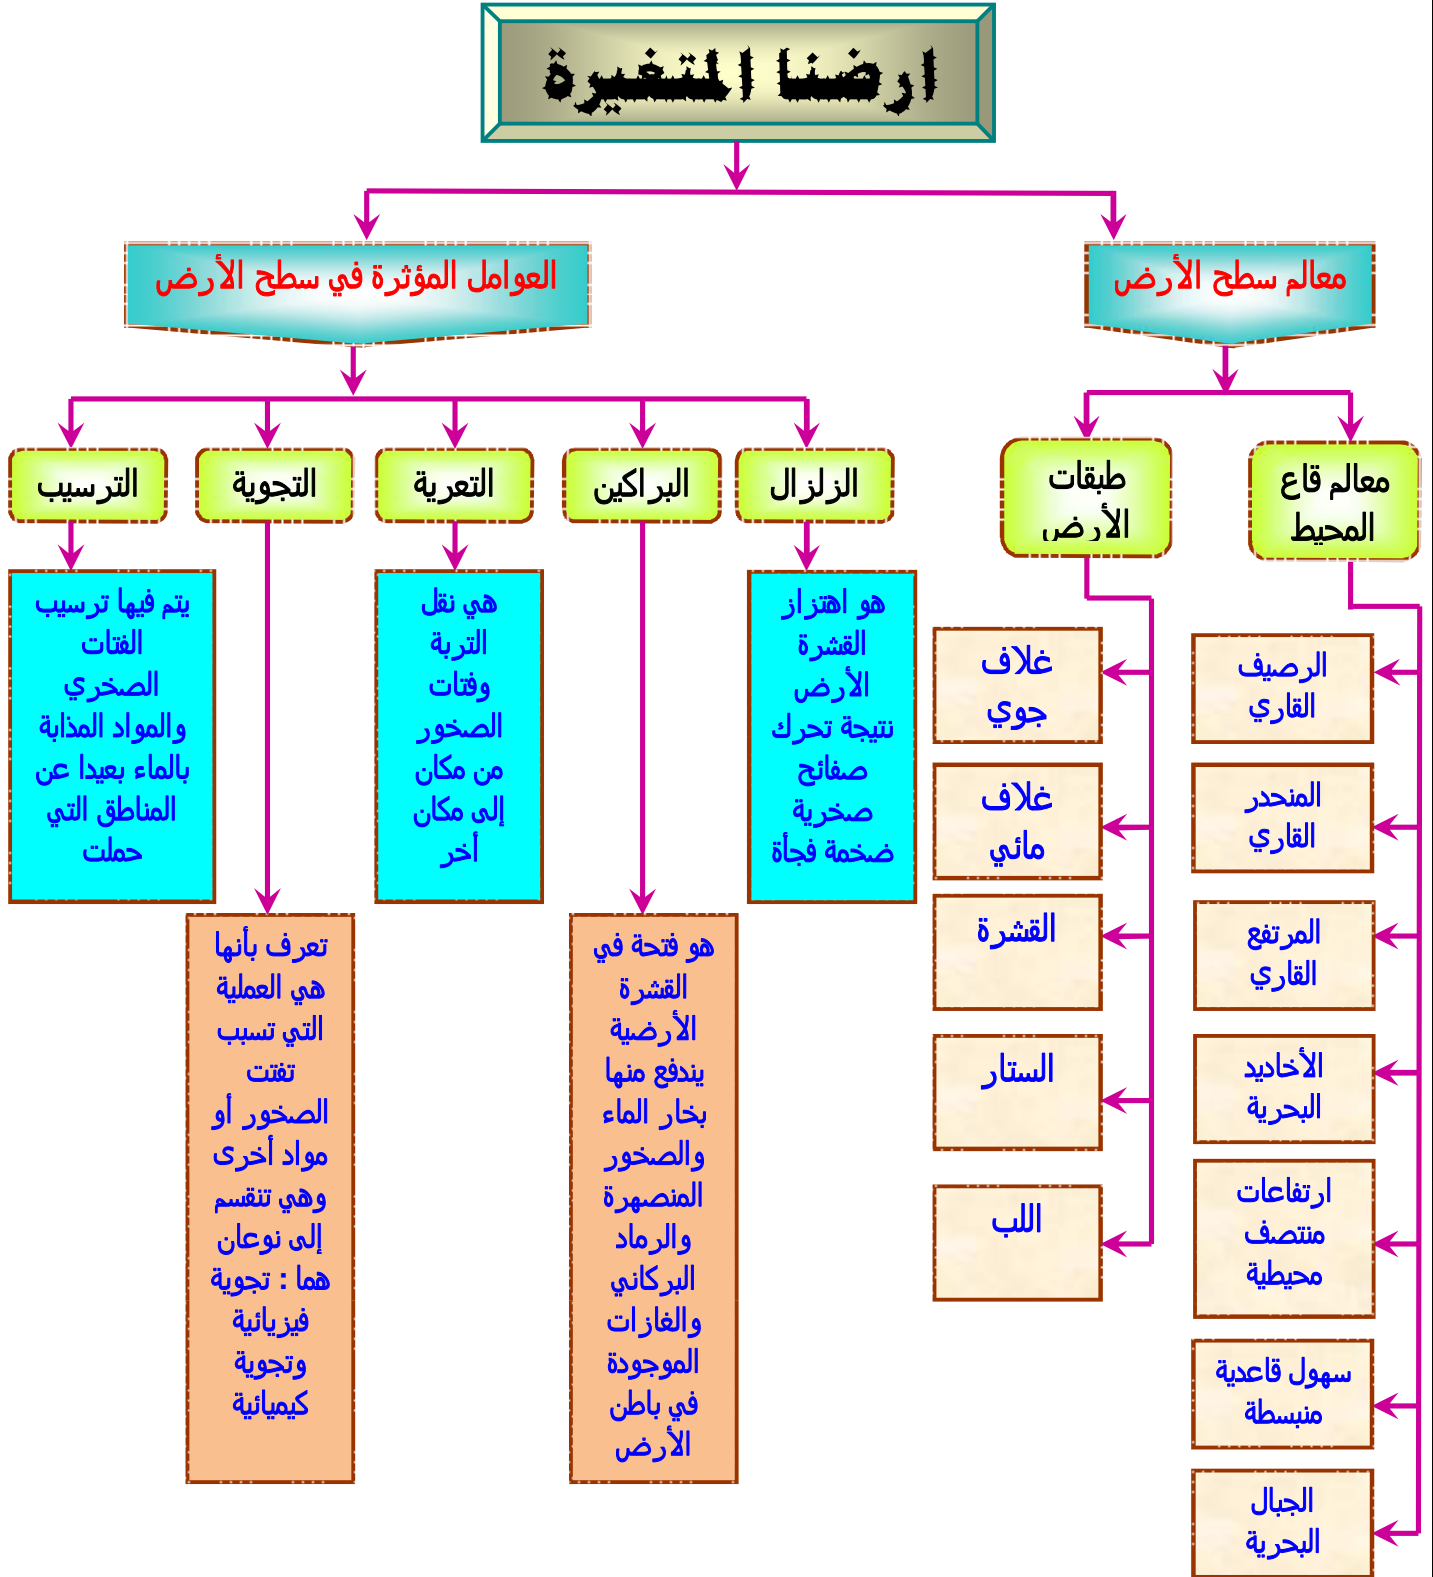 ارضنا المتغيرة
معالم سطح الأرض
العوامل المؤثرة في سطح الأرض
معالم قاع
المحيط
طبقات
الأرض
الزلزال
البراكين
التعرية
التجوية
الترسيب
الرصيف
القاري
المنحدر
القاري
المرتفع
القاري
الأخاديد
البحرية
ارتفاعات
منتصف
محيطية
سهول قاعدية
منبسطة
الجبال
البحرية
غلاف
جوي
غلاف
مائي
القشرة
الستار
اللب
هو اهتزاز
القشرة
الأرض
نتيجة تحرك
صفائح
صخرية
ضخمة فجأة
هو فتحة في
القشرة
الأرضية
يندفع منها
بخار الماء
والصخور
المنصهرة
والرماد
البركاني
والغازات
الموجودة
في باطن
الأرض
هي نقل
التربة
وفتات
الصخور
من مكان
إلى مكان
أخر
تعرف بأنها
هي العملية
التي تسبب
تفتت
الصخور أو
مواد أخرى
وهي تنقسم
إلى نوعان
هما : تجوية
فيزيائية
وتجوية
كيميائية
يتم فيها ترسيب
الفتات
الصخري
والمواد المذابة
بالماء بعيدا عن
المناطق التي
حملت